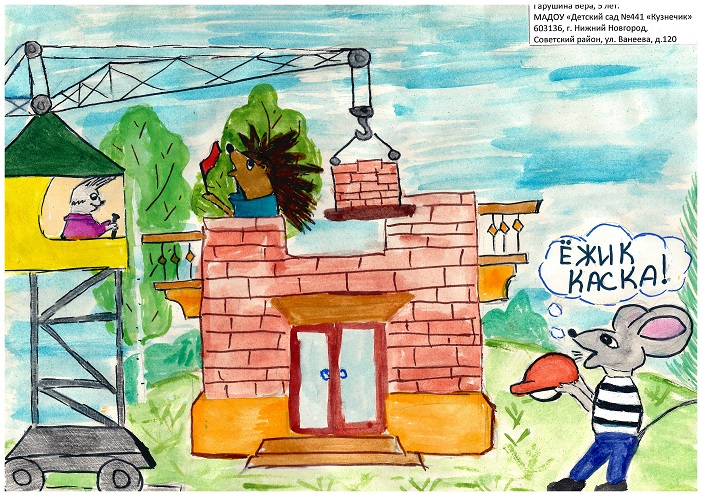 Гарушина Вера, 5 лет.
МАДОУ «Детский сад №441 «Кузнечик»
603136, г. Нижний Новгород,
Советский район, ул. Ванеева, д.120
ЁЖИК
КАСКА!